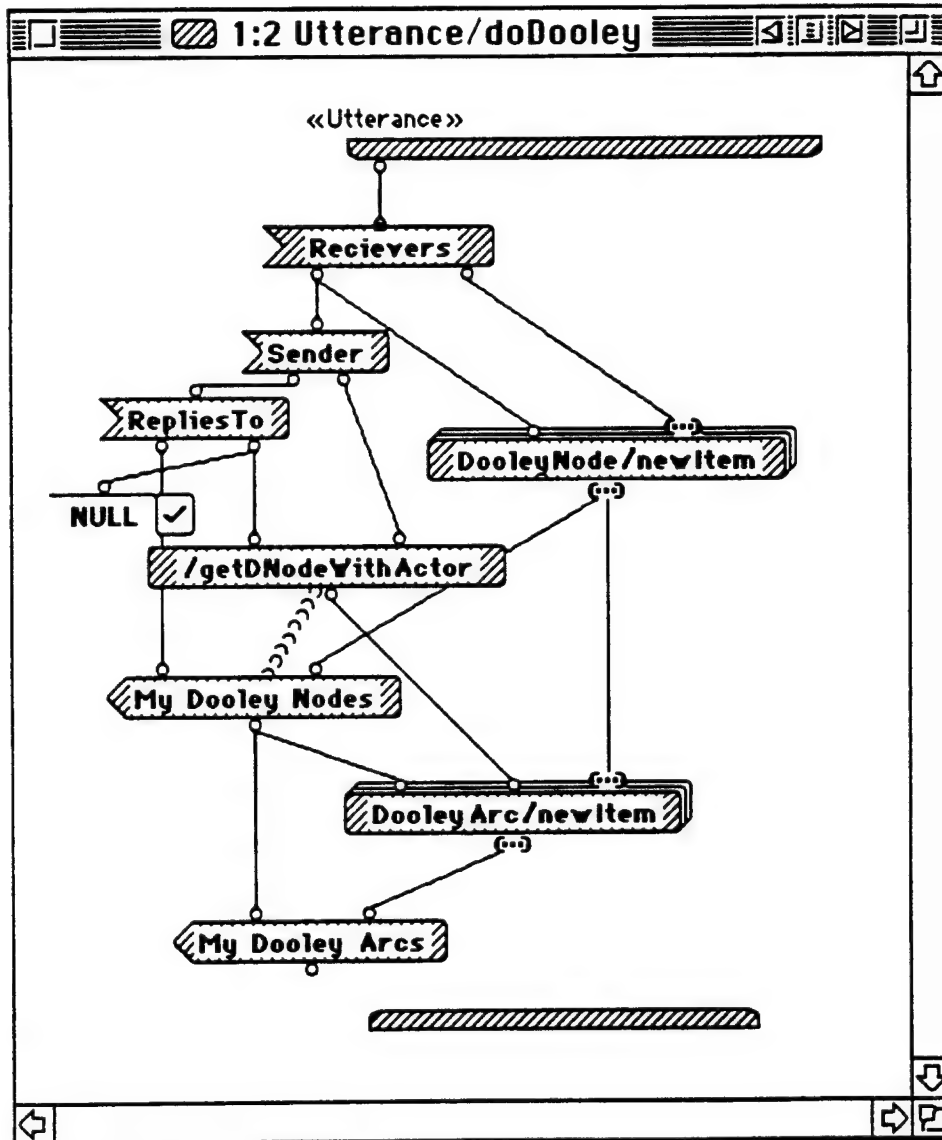 1:2 Utterance/doDooley
«Utterance»
Recievers
Sender
RepliesTo
DooleyNode/newItem
NULL
/getDNodeWithActor
My Dooley Nodes
Dooley Arc/newItem
My Dooley Arcs